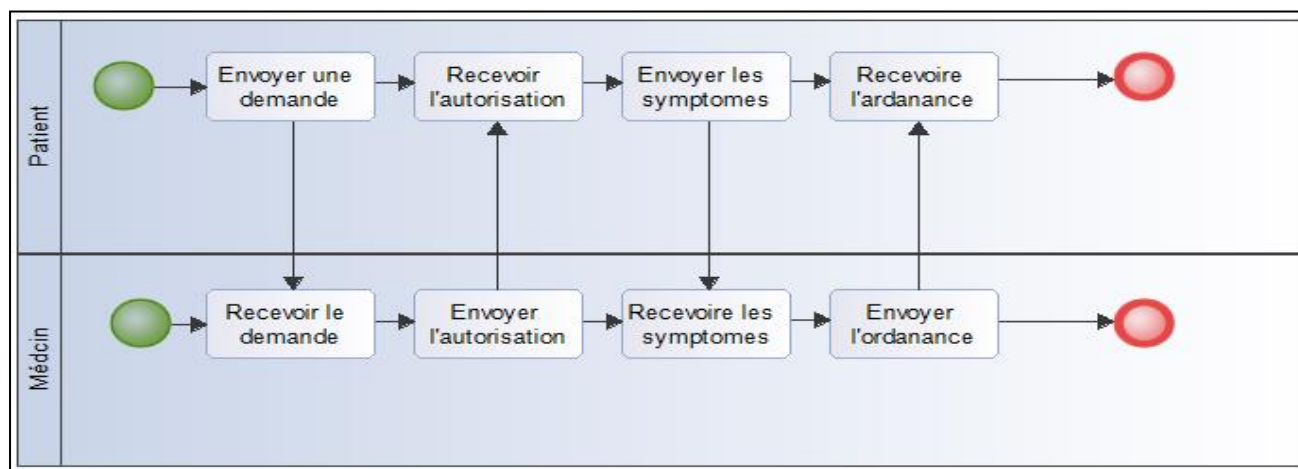 Patient
Envoyer une
demande
Recevoir
l'autorisation
Envoyer les
symptomes
Recevoire
l'ardanance
Médcin
Recevoir le
demande
Envoyer
l'autorisation
Recevoire les
symptomes
Envoyer
l'ordanance